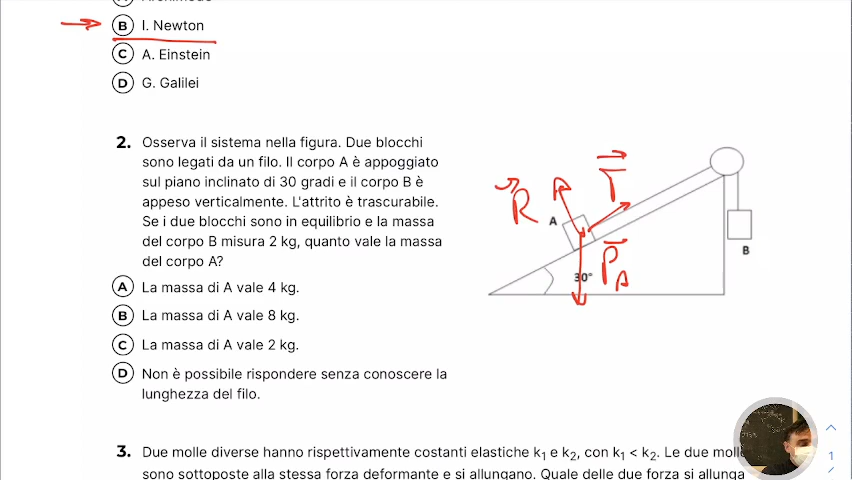 B I. Newton
C A. Einstein
D G. Galilei
2. Osserva il sistema nella figura. Due blocchi
sono legati da un filo. Il corpo A è appoggiato
sul piano inclinato di 30 gradi e il corpo B è
appeso verticalmente. L'attrito è trascurabile.
Se i due blocchi sono in equilibrio e la massa
del corpo B misura 2 kg, quanto vale la massa
del corpo A?
A La massa di A vale 4 kg.
B La massa di A vale 8 kg.
C La massa di A vale 2 kg.
D Non è possibile rispondere senza conoscere la
lunghezza del filo.
R
T
A
P_A
30°
B
3. Due molle diverse hanno rispettivamente costanti elastiche k₁ e k₂, con k₁ < k₂. Le due
sono sottoposte alla stessa forza deformante e si allungano. Quale delle due forza si allunga
1